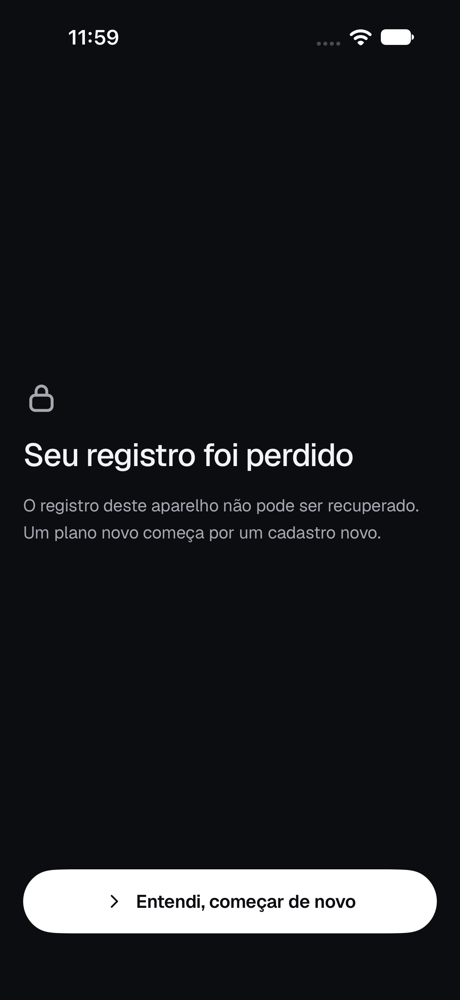 11:59
Seu registro foi perdido
O registro deste aparelho não pode ser recuperado.
Um plano novo começa por um cadastro novo.
Entendi, começar de novo